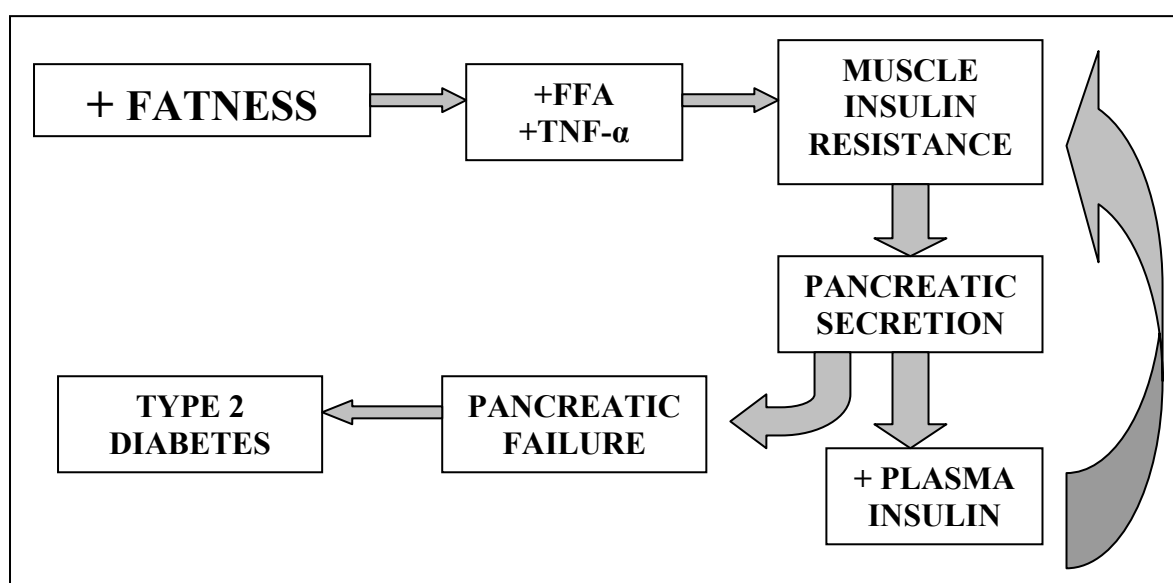 + FATNESS
+FFA
+TNF-α
MUSCLE
INSULIN
RESISTANCE
PANCREATIC
SECRETION
TYPE 2
DIABETES
PANCREATIC
FAILURE
+ PLASMA
INSULIN